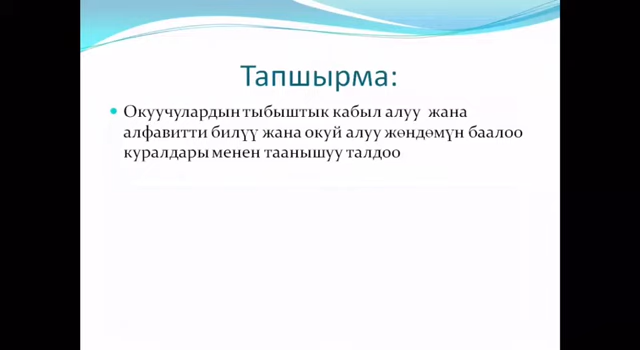 Тапшырма:
Окуучулардын тыбыштык кабыл алуу жана
алфавитти билүү жана окуй алуу жөндөмүн баалоо
куралдары менен таанышуу талдоо